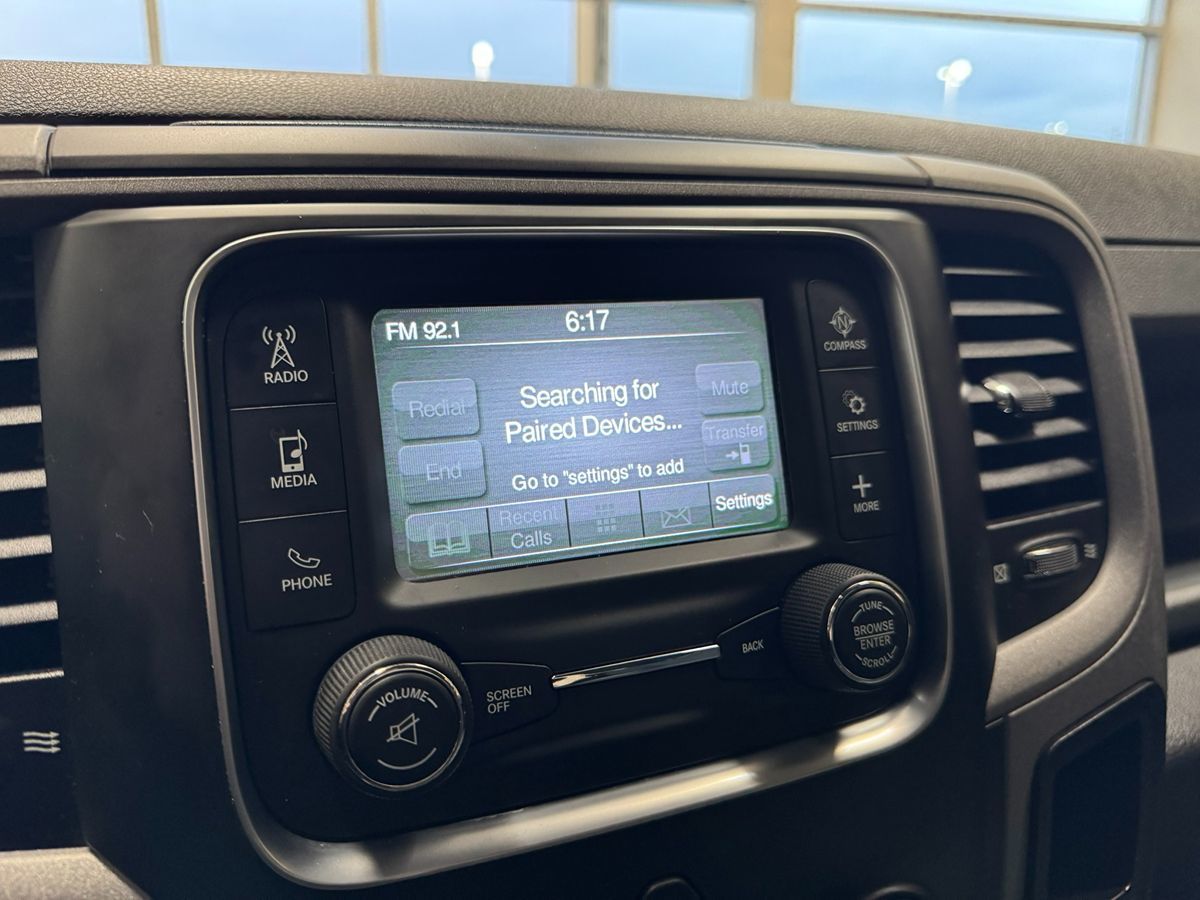 FM 92.1
6:17
Redial
Searching for
Paired Devices...
Mute
End
Transfer
Go to "settings" to add
Recent
Calls
Settings
RADIO
MEDIA
PHONE
N
COMPASS
SETTINGS
MORE
VOLUME
SCREEN
OFF
BACK
TUNE
BROWSE
ENTER
SCROLL